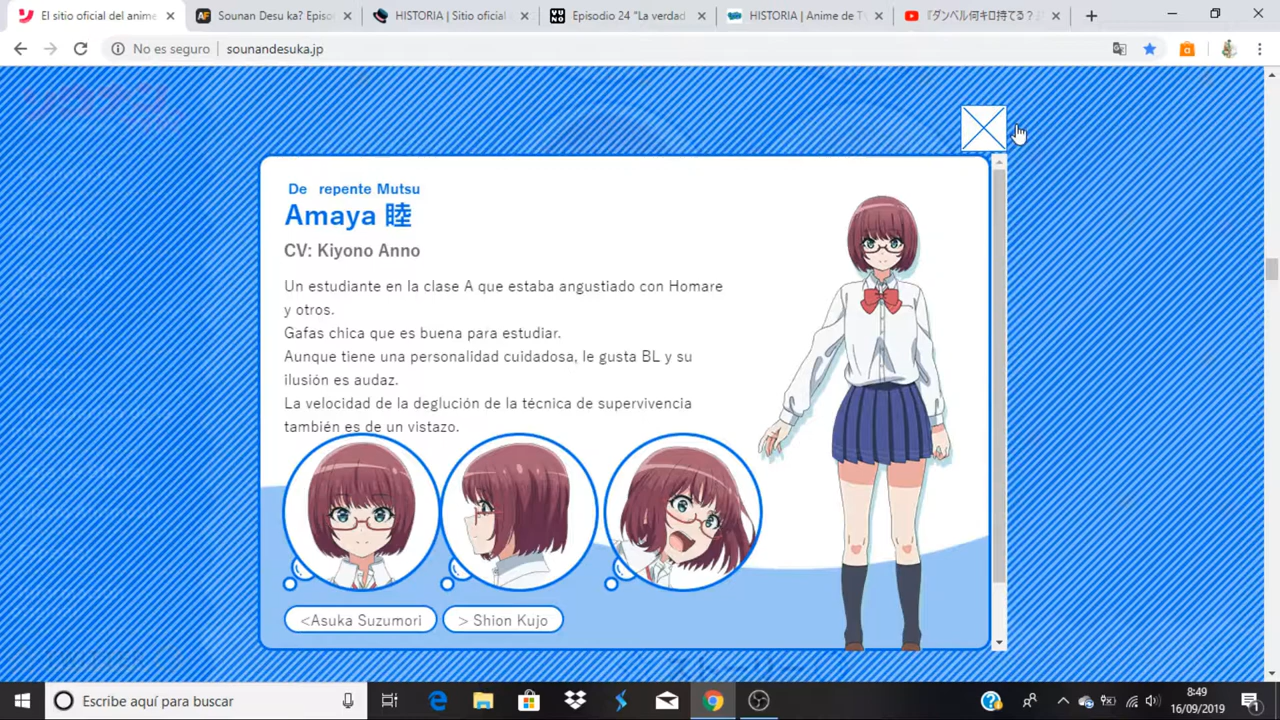 El sitio oficial del anime
Sounan Desu ka? Episo
HISTORIA | Sitio oficial
Episodio 24 "La verdad
HISTORIA | Anime de T
『ダンベル何キロ持てる？
No es seguro
sounandesuka.jp
De repente Mutsu
Amaya 睦
CV: Kiyono Anno
Un estudiante en la clase A que estaba angustiado con Homare
y otros.
Gafas chica que es buena para estudiar.
Aunque tiene una personalidad cuidadosa, le gusta BL y su
ilusión es audaz.
La velocidad de la deglución de la técnica de supervivencia
también es de un vistazo.
<Asuka Suzumori
> Shion Kujo
Escribe aquí para buscar
8:49
16/09/2019